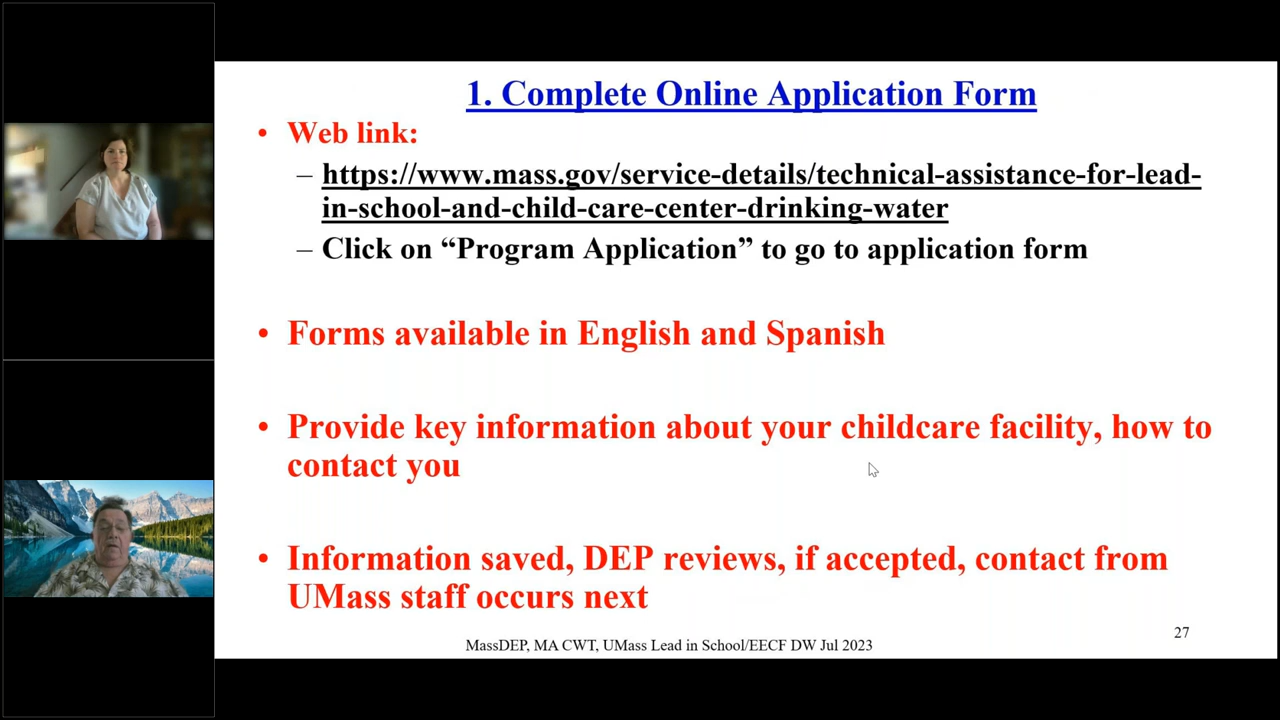 1. Complete Online Application Form
• Web link:
– https://www.mass.gov/service-details/technical-assistance-for-lead-
in-school-and-child-care-center-drinking-water
– Click on “Program Application” to go to application form
• Forms available in English and Spanish
• Provide key information about your childcare facility, how to
contact you
• Information saved, DEP reviews, if accepted, contact from
UMass staff occurs next
27
MassDEP, MA CWT, UMass Lead in School/EECF DW Jul 2023